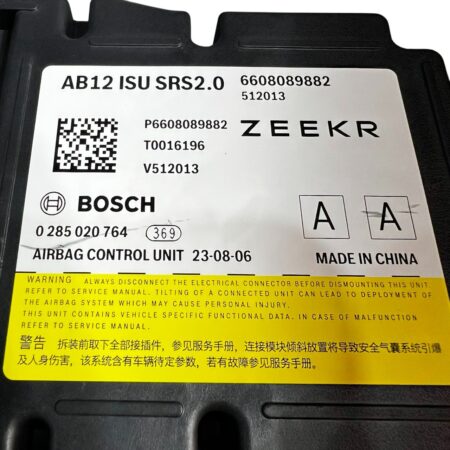 AB12 ISU SRS2.0 6608089882
512013
P6608089882 ZEEKR
T0016196
V512013
BOSCH
A A
0 285 020 764 369
AIRBAG CONTROL UNIT 23-08-06 MADE IN CHINA
WARNING ALWAYS DISCONNECT THE ELECTRICAL CONNECTOR BEFORE DISMOUNTING THIS UNIT
REFER TO SERVICE MANUAL. TILTING OF A CONNECTED UNIT CAN LEAD TO DEPLOYMENT OF
THE AIRBAG SYSTEM WHICH MAY CAUSE PERSONAL INJURY.
THIS UNIT CONTAINS VEHICLE SPECIFIC FUNCTIONAL DATA. IN CASE OF MALFUNCTION
REFER TO SERVICE MANUAL.
警告 拆装前取下全部接插件，参见服务手册，连接模块倾斜放置将导致安全气囊系统引爆
及人身伤害，该系统含有车辆待定参数，若有故障参见服务手册。